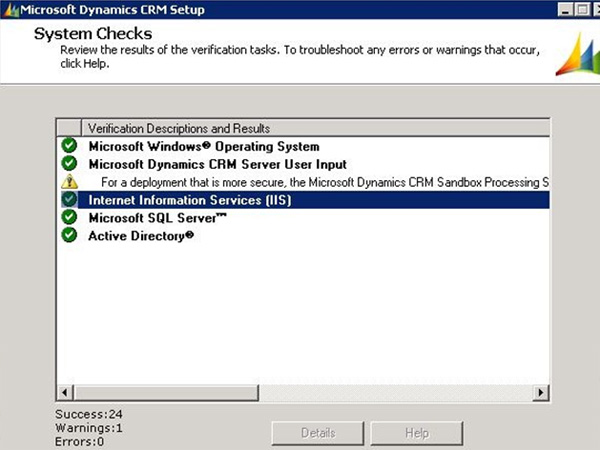 Microsoft Dynamics CRM Setup
System Checks
Review the results of the verification tasks. To troubleshoot any errors or warnings that occur,
click Help.
Verification Descriptions and Results
Microsoft Windows® Operating System
Microsoft Dynamics CRM Server User Input
For a deployment that is more secure, the Microsoft Dynamics CRM Sandbox Processing S
Internet Information Services (IIS)
Microsoft SQL Server™
Active Directory®
Success:24
Warnings:1
Errors:0
Details
Help